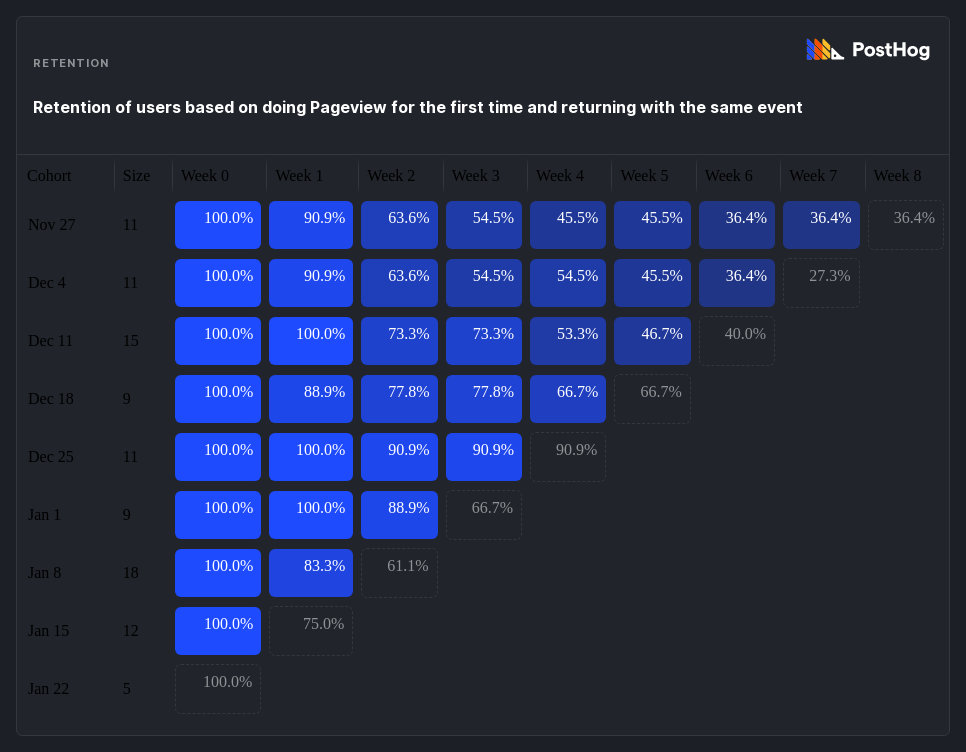 PostHog
RETENTION
Retention of users based on doing Pageview for the first time and returning with the same event
Cohort Size Week 0 Week 1 Week 2 Week 3 Week 4 Week 5 Week 6 Week 7 Week 8
Nov 27 11 100.0% 90.9% 63.6% 54.5% 45.5% 45.5% 36.4% 36.4% 36.4%
Dec 4 11 100.0% 90.9% 63.6% 54.5% 54.5% 45.5% 36.4% 27.3%
Dec 11 15 100.0% 100.0% 73.3% 73.3% 53.3% 46.7% 40.0%
Dec 18 9 100.0% 88.9% 77.8% 77.8% 66.7% 66.7%
Dec 25 11 100.0% 100.0% 90.9% 90.9% 90.9%
Jan 1 9 100.0% 100.0% 88.9% 66.7%
Jan 8 18 100.0% 83.3% 61.1%
Jan 15 12 100.0% 75.0%
Jan 22 5 100.0%